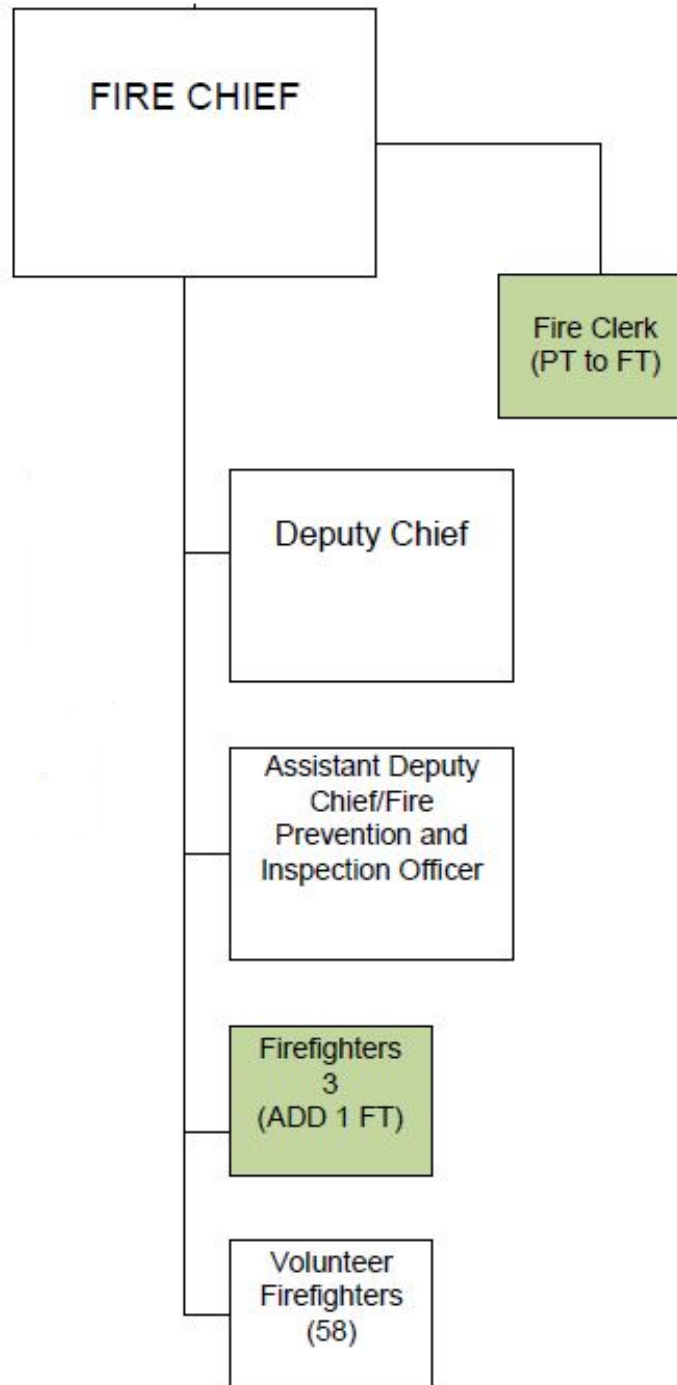 FIRE CHIEF
Fire Clerk
(PT to FT)
Deputy Chief
Assistant Deputy
Chief/Fire
Prevention and
Inspection Officer
Firefighters
3
(ADD 1 FT)
Volunteer
Firefighters
(58)